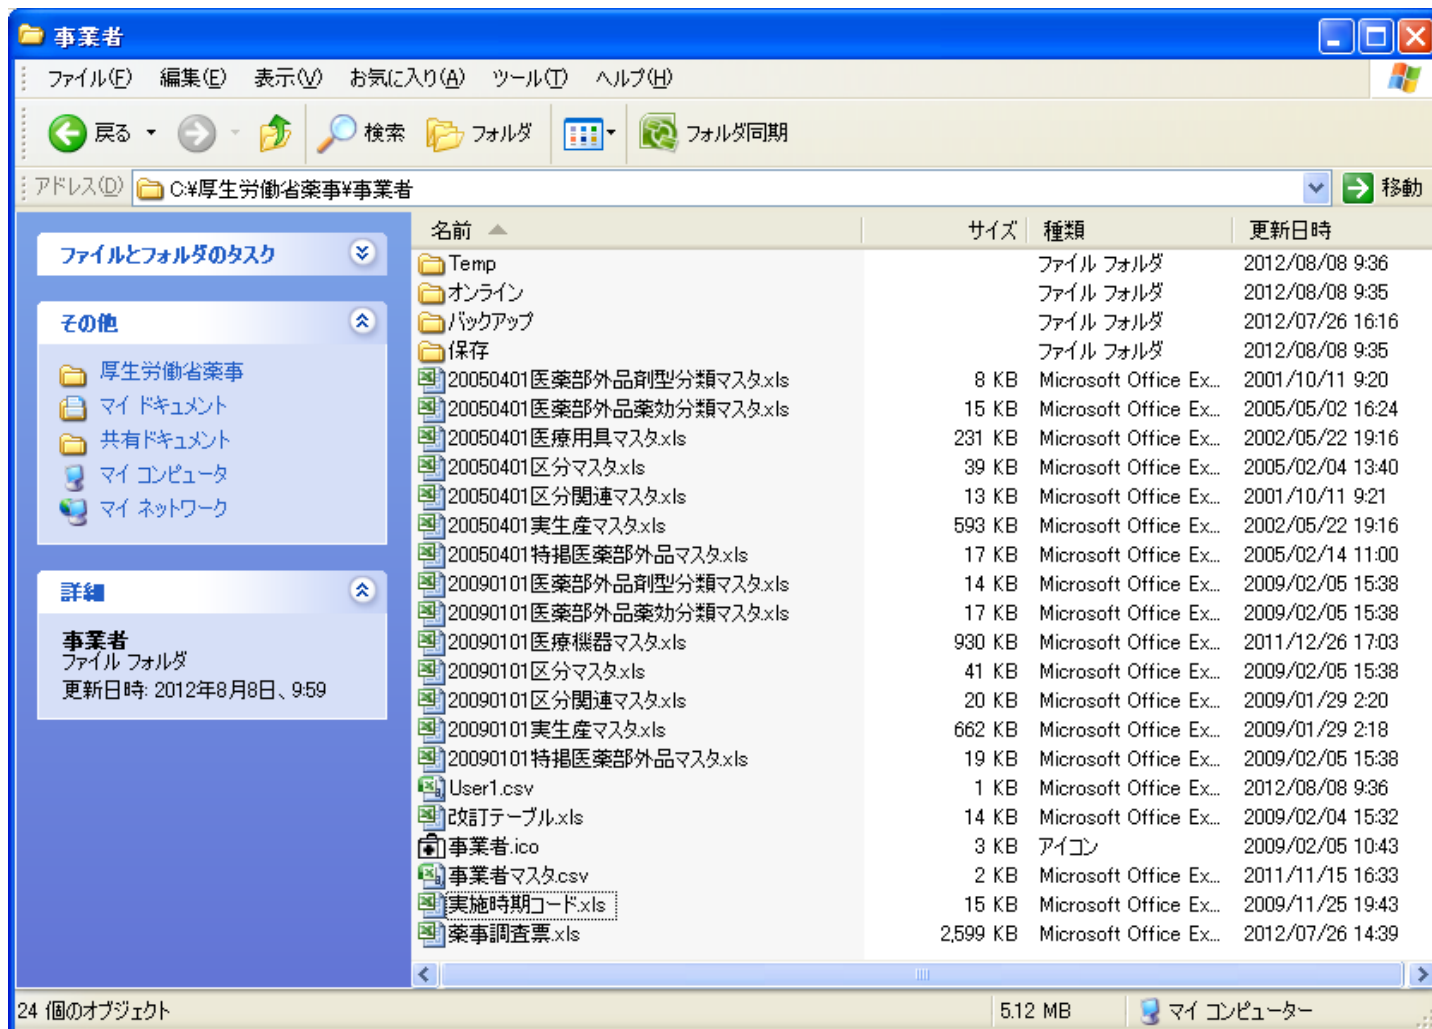 事業者
ファイル(F) 編集(E) 表示(V) お気に入り(A) ツール(T) ヘルプ(H)
戻る 検索 フォルダ フォルダ同期
アドレス(D) C:¥厚生労働省薬事¥事業者 移動
ファイルとフォルダのタスク
その他
厚生労働省薬事
マイ ドキュメント
共有ドキュメント
マイ コンピュータ
マイ ネットワーク
詳細
事業者
ファイル フォルダ
更新日時: 2012年8月8日、9:59
名前 サイズ 種類 更新日時
Temp ファイル フォルダ 2012/08/08 9:36
オンライン ファイル フォルダ 2012/08/08 9:35
バックアップ ファイル フォルダ 2012/07/26 16:16
保存 ファイル フォルダ 2012/08/08 9:35
20050401医薬部外品剤型分類マスタ.xls 8 KB Microsoft Office Ex... 2001/10/11 9:20
20050401医薬部外品薬効分類マスタ.xls 15 KB Microsoft Office Ex... 2005/05/02 16:24
20050401医療用具マスタ.xls 231 KB Microsoft Office Ex... 2002/05/22 19:16
20050401区分マスタ.xls 39 KB Microsoft Office Ex... 2005/02/04 13:40
20050401区分関連マスタ.xls 13 KB Microsoft Office Ex... 2001/10/11 9:21
20050401実生産マスタ.xls 593 KB Microsoft Office Ex... 2002/05/22 19:16
20050401特掲医薬部外品マスタ.xls 17 KB Microsoft Office Ex... 2005/02/14 11:00
20090101医薬部外品剤型分類マスタ.xls 14 KB Microsoft Office Ex... 2009/02/05 15:38
20090101医薬部外品薬効分類マスタ.xls 17 KB Microsoft Office Ex... 2009/02/05 15:38
20090101医療機器マスタ.xls 930 KB Microsoft Office Ex... 2011/12/26 17:03
20090101区分マスタ.xls 41 KB Microsoft Office Ex... 2009/02/05 15:38
20090101区分関連マスタ.xls 20 KB Microsoft Office Ex... 2009/01/29 2:20
20090101実生産マスタ.xls 662 KB Microsoft Office Ex... 2009/01/29 2:18
20090101特掲医薬部外品マスタ.xls 19 KB Microsoft Office Ex... 2009/02/05 15:38
User1.csv 1 KB Microsoft Office Ex... 2012/08/08 9:36
改訂テーブル.xls 14 KB Microsoft Office Ex... 2009/02/04 15:32
事業者.ico 3 KB アイコン 2009/02/05 10:43
事業者マスタ.csv 2 KB Microsoft Office Ex... 2011/11/15 16:33
実施時期コード.xls 15 KB Microsoft Office Ex... 2009/11/25 19:43
薬事調査票.xls 2,599 KB Microsoft Office Ex... 2012/07/26 14:39
24 個のオブジェクト 5.12 MB マイ コンピューター